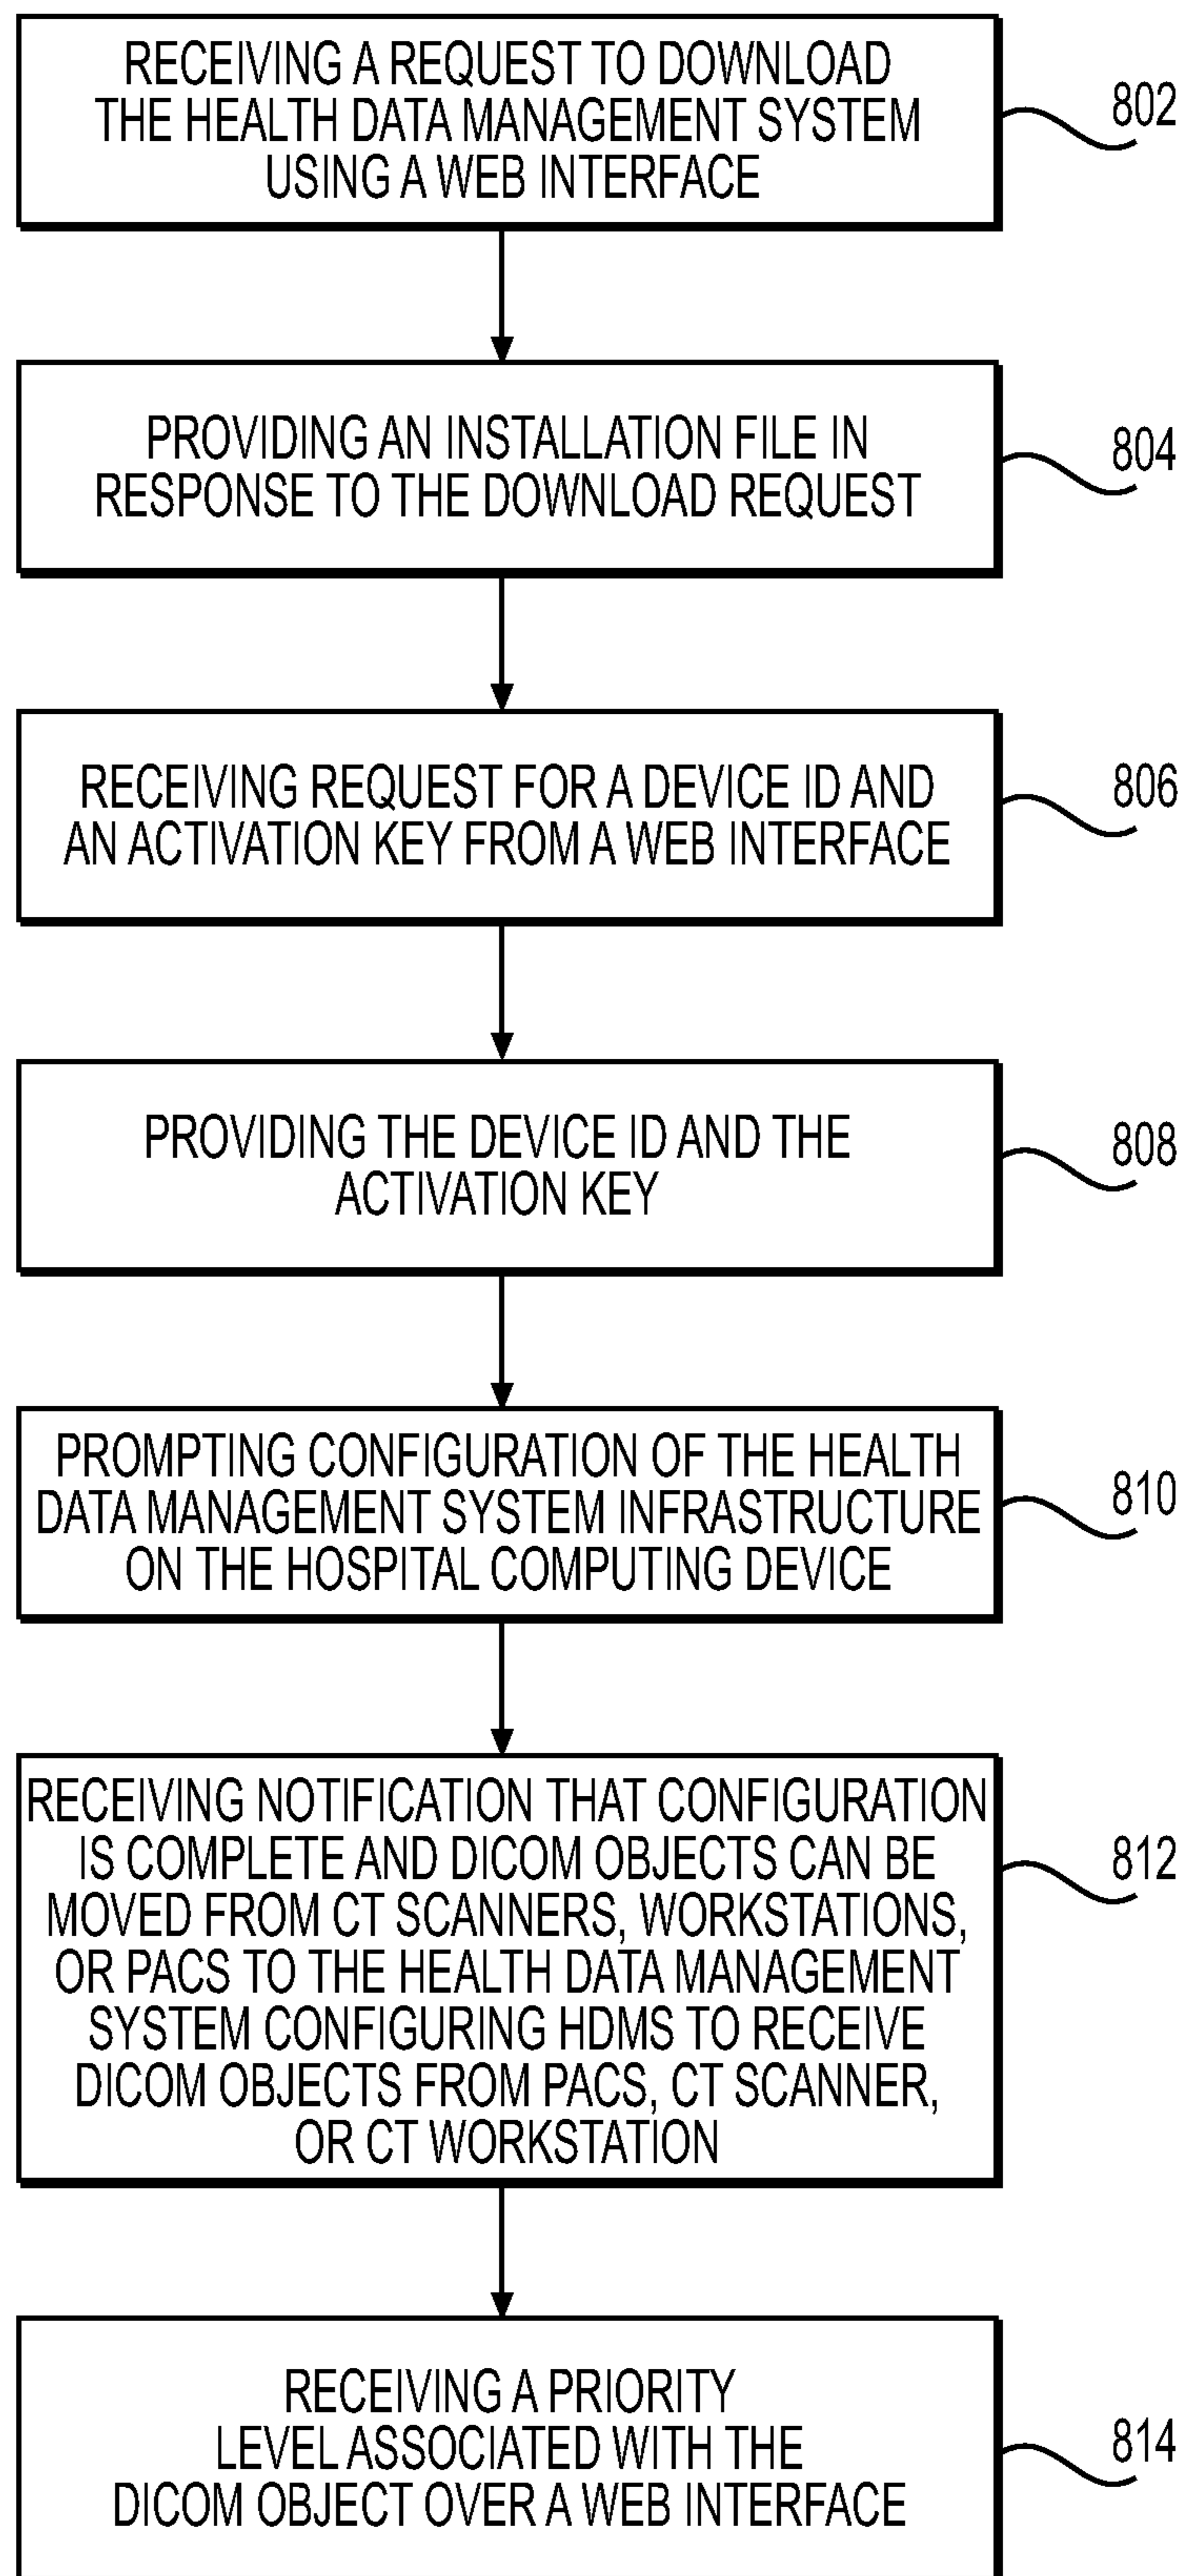 RECEIVING A REQUEST TO DOWNLOAD
THE HEALTH DATA MANAGEMENT SYSTEM
USING A WEB INTERFACE
802
PROVIDING AN INSTALLATION FILE IN
RESPONSE TO THE DOWNLOAD REQUEST
804
RECEIVING REQUEST FOR A DEVICE ID AND
AN ACTIVATION KEY FROM A WEB INTERFACE
806
PROVIDING THE DEVICE ID AND THE
ACTIVATION KEY
808
PROMPTING CONFIGURATION OF THE HEALTH
DATA MANAGEMENT SYSTEM INFRASTRUCTURE
ON THE HOSPITAL COMPUTING DEVICE
810
RECEIVING NOTIFICATION THAT CONFIGURATION
IS COMPLETE AND DICOM OBJECTS CAN BE
MOVED FROM CT SCANNERS, WORKSTATIONS,
OR PACS TO THE HEALTH DATA MANAGEMENT
SYSTEM CONFIGURING HDMS TO RECEIVE
DICOM OBJECTS FROM PACS, CT SCANNER,
OR CT WORKSTATION
812
RECEIVING A PRIORITY
LEVEL ASSOCIATED WITH THE
DICOM OBJECT OVER A WEB INTERFACE
814